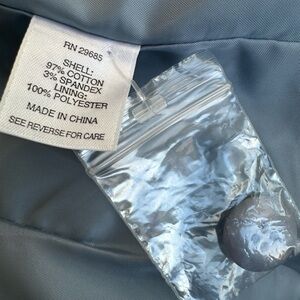 RN 29685
SHELL:
97% COTTON
3% SPANDEX
LINING:
100% POLYESTER
MADE IN CHINA
SEE REVERSE FOR CARE